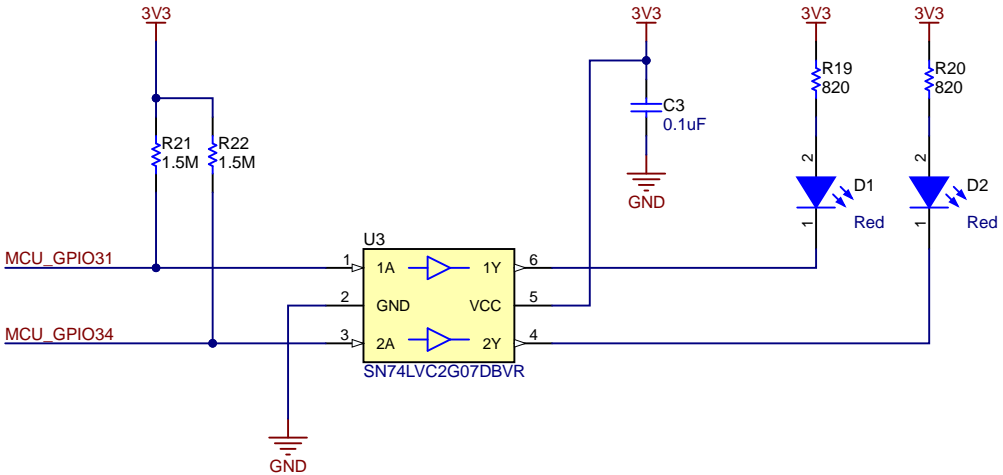 3V3
3V3
3V3
3V3
R21
1.5M
R22
1.5M
C3
0.1uF
GND
R19
820
R20
820
2
D1
Red
1
2
D2
Red
1
U3
MCU_GPIO31
1
1A
1Y
6
2
GND
VCC
5
MCU_GPIO34
3
2A
2Y
4
SN74LVC2G07DBVR
GND